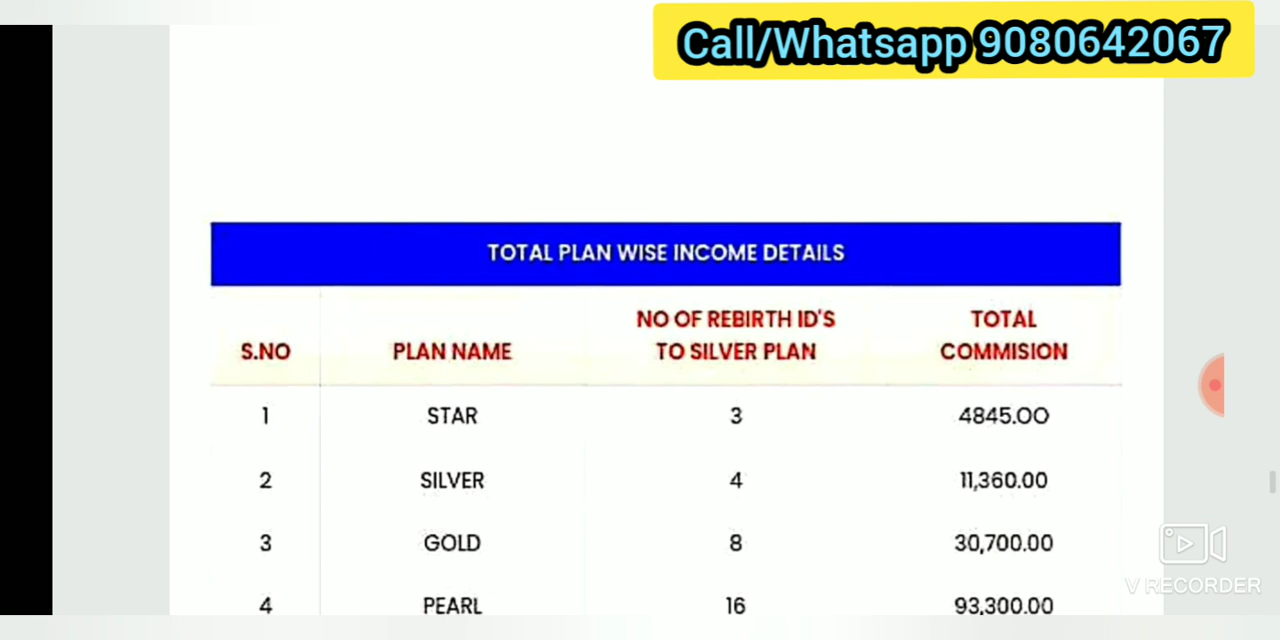 Call/Whatsapp 9080642067
TOTAL PLAN WISE INCOME DETAILS
S.NO PLAN NAME NO OF REBIRTH ID'S TO SILVER PLAN TOTAL COMMISION
1 STAR 3 4845.00
2 SILVER 4 11,360.00
3 GOLD 8 30,700.00
4 PEARL 16 93,300.00
V RECORDER